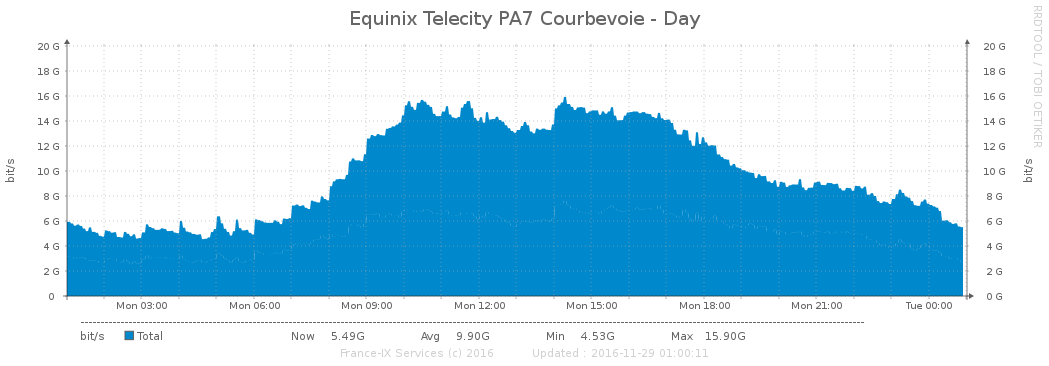 Equinix Telecity PA7 Courbevoie - Day
RRDTOOL / TOBI OETIKER
bit/s
20 G 20 G
18 G 18 G
16 G 16 G
14 G 14 G
12 G 12 G
10 G 10 G
8 G 8 G
6 G 6 G
4 G 4 G
2 G 2 G
0 0 G
bit/s
Mon 03:00 Mon 06:00 Mon 09:00 Mon 12:00 Mon 15:00 Mon 18:00 Mon 21:00 Tue 00:00
bit/s Total Now 5.49G Avg 9.90G Min 4.53G Max 15.90G
France-IX Services (c) 2016 Updated : 2016-11-29 01:00:11